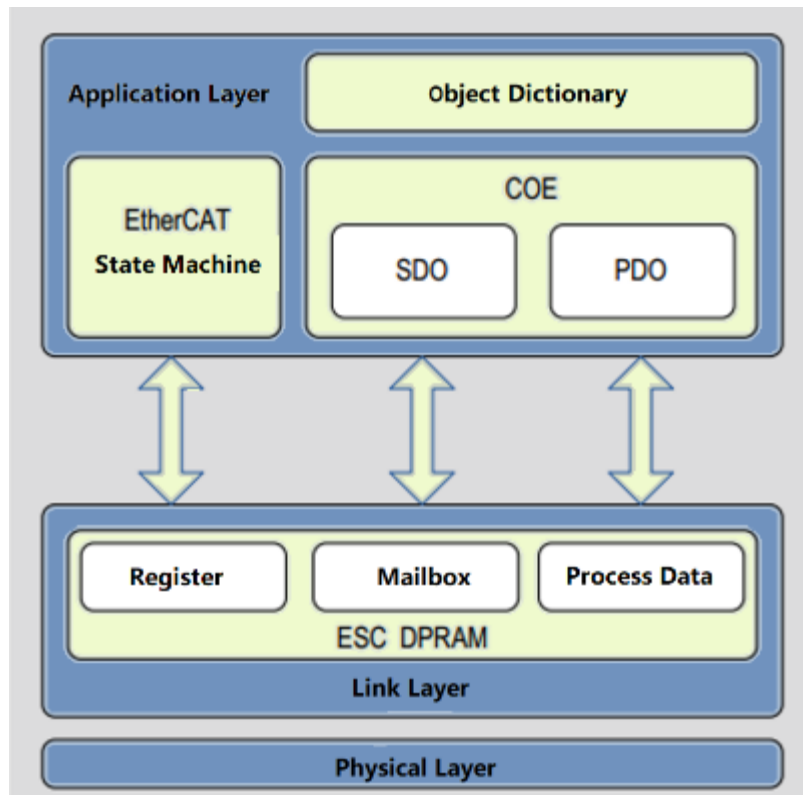 Application Layer
Object Dictionary
EtherCAT
State Machine
COE
SDO
PDO
Register
Mailbox
Process Data
ESC DPRAM
Link Layer
Physical Layer